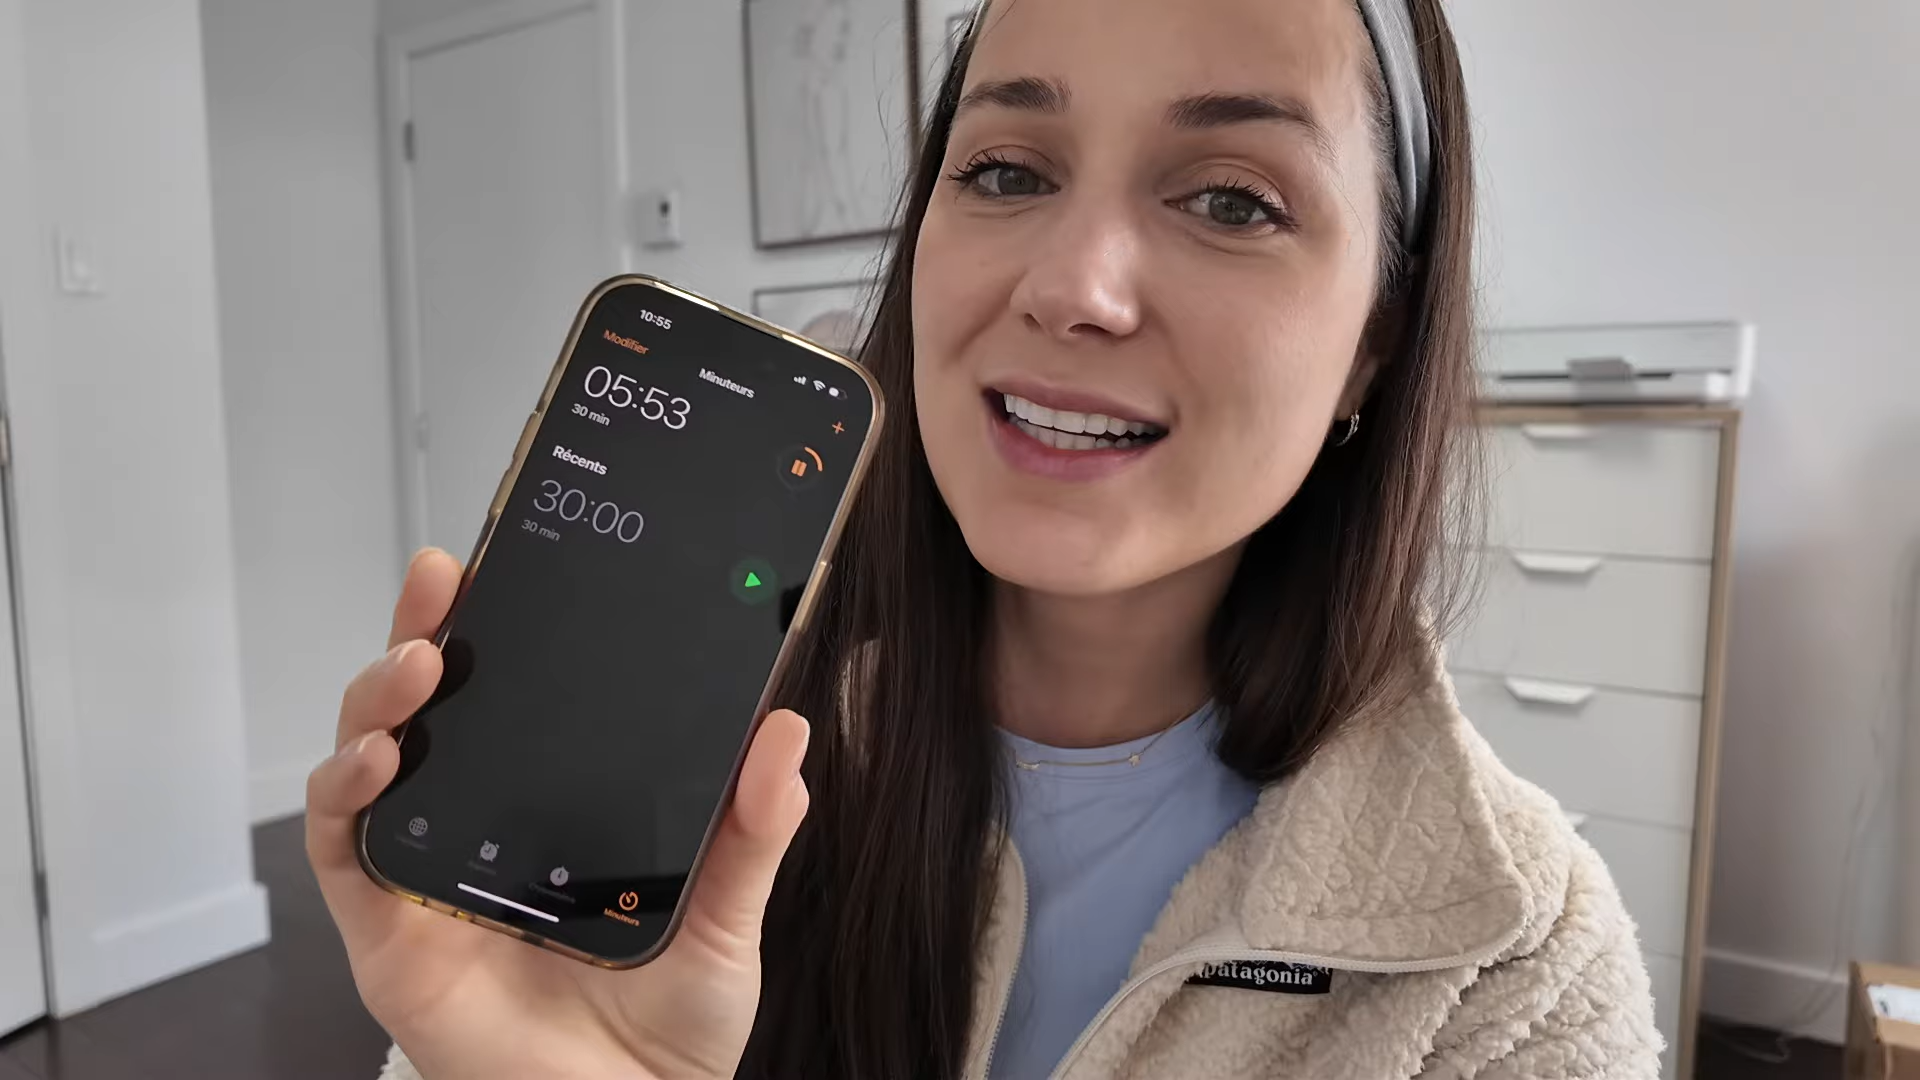 10:55
Modifier
Minuteurs
05:53
30 min
Récents
30:00
30 min
Minuteurs
patagonia